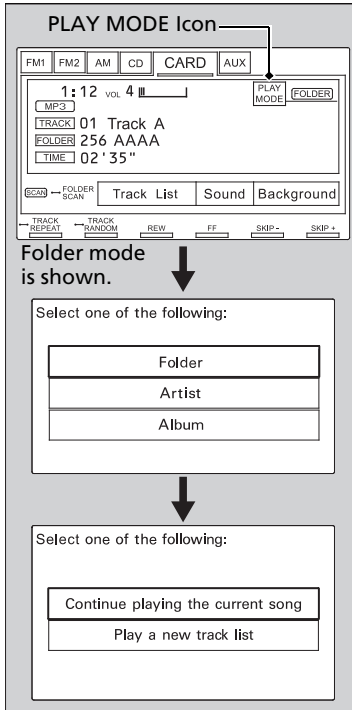 PLAY MODE Icon
FM1 FM2 AM CD CARD AUX
1:12 VOL 4 PLAY MODE FOLDER
MP3
TRACK 01 Track A
FOLDER 256 AAAA
TIME 02'35"
SCAN FOLDER SCAN Track List Sound Background
TRACK REPEAT TRACK RANDOM REW FF SKIP- SKIP +
Folder mode
is shown.
Select one of the following:
Folder
Artist
Album
Select one of the following:
Continue playing the current song
Play a new track list